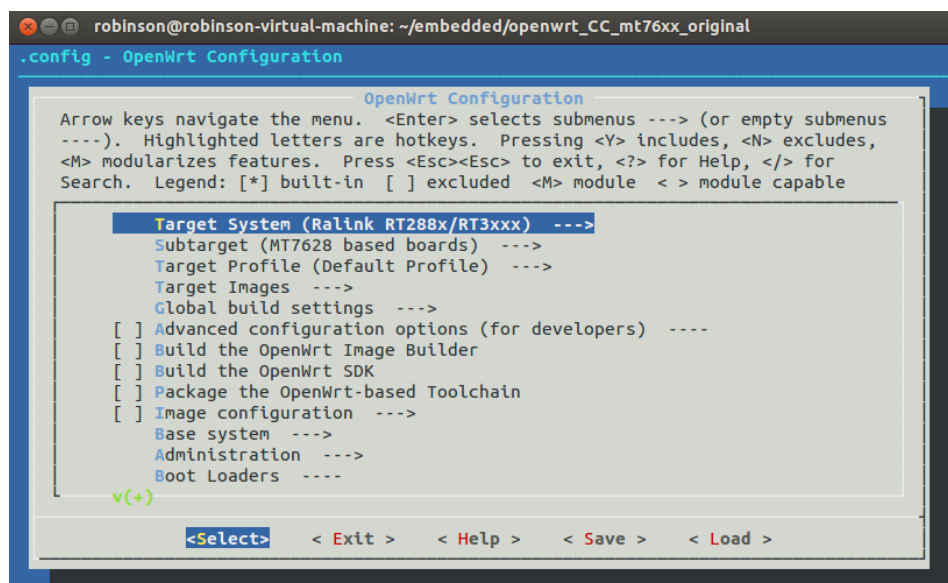 robinson@robinson-virtual-machine: ~/embedded/openwrt_CC_mt76xx_original
.config - OpenWrt Configuration
OpenWrt Configuration
Arrow keys navigate the menu.  <Enter> selects submenus ---> (or empty submenus
----).  Highlighted letters are hotkeys.  Pressing <Y> includes, <N> excludes,
<M> modularizes features.  Press <Esc><Esc> to exit, <?> for Help, </> for
Search.  Legend: [*] built-in  [ ] excluded  <M> module  < > module capable
Target System (Ralink RT288x/RT3xxx)  --->
Subtarget (MT7628 based boards)  --->
Target Profile (Default Profile)  --->
Target Images  --->
Global build settings  --->
[ ] Advanced configuration options (for developers)  ----
[ ] Build the OpenWrt Image Builder
[ ] Build the OpenWrt SDK
[ ] Package the OpenWrt-based Toolchain
[ ] Image configuration  --->
Base system  --->
Administration  --->
Boot Loaders  ----
v(+)
<Select>    < Exit >    < Help >    < Save >    < Load >